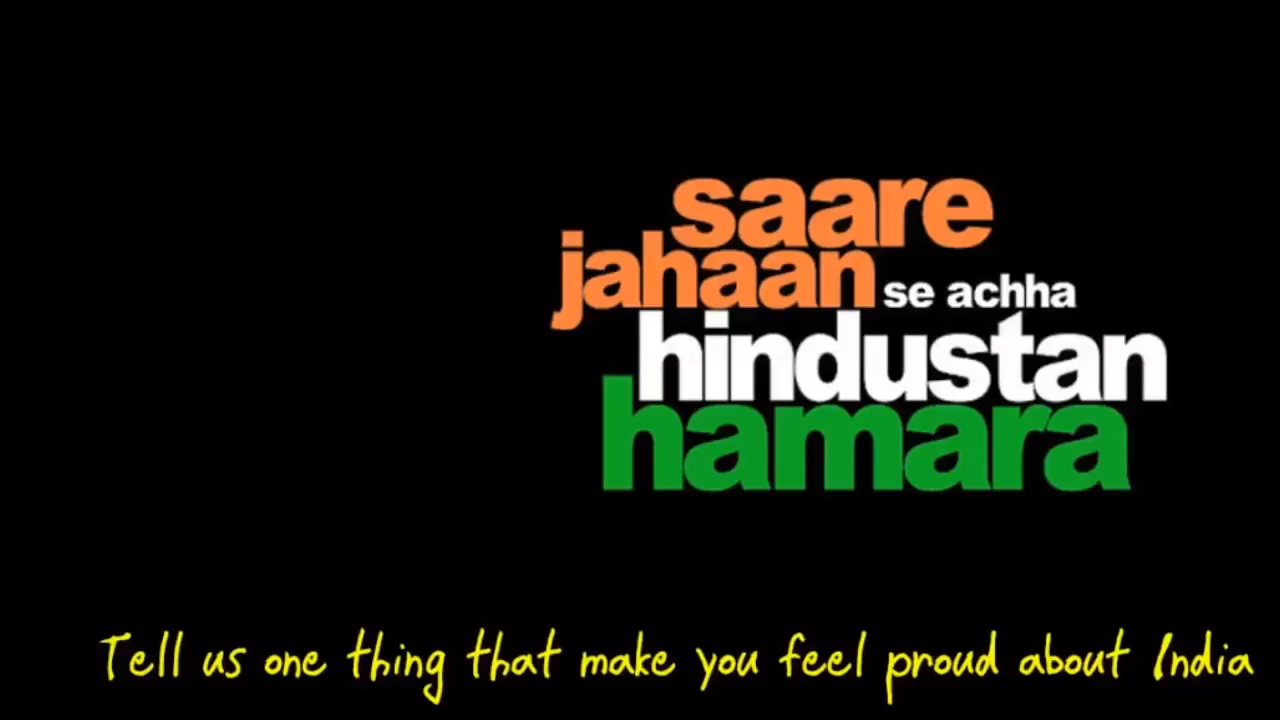 saare
jahaan se achha
hindustan
hamara
Tell us one thing that make you feel proud about India